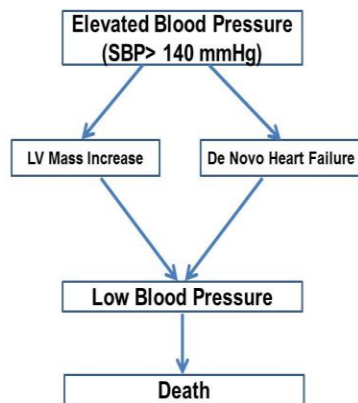 Elevated Blood Pressure
(SBP> 140 mmHg)
LV Mass Increase
De Novo Heart Failure
Low Blood Pressure
Death